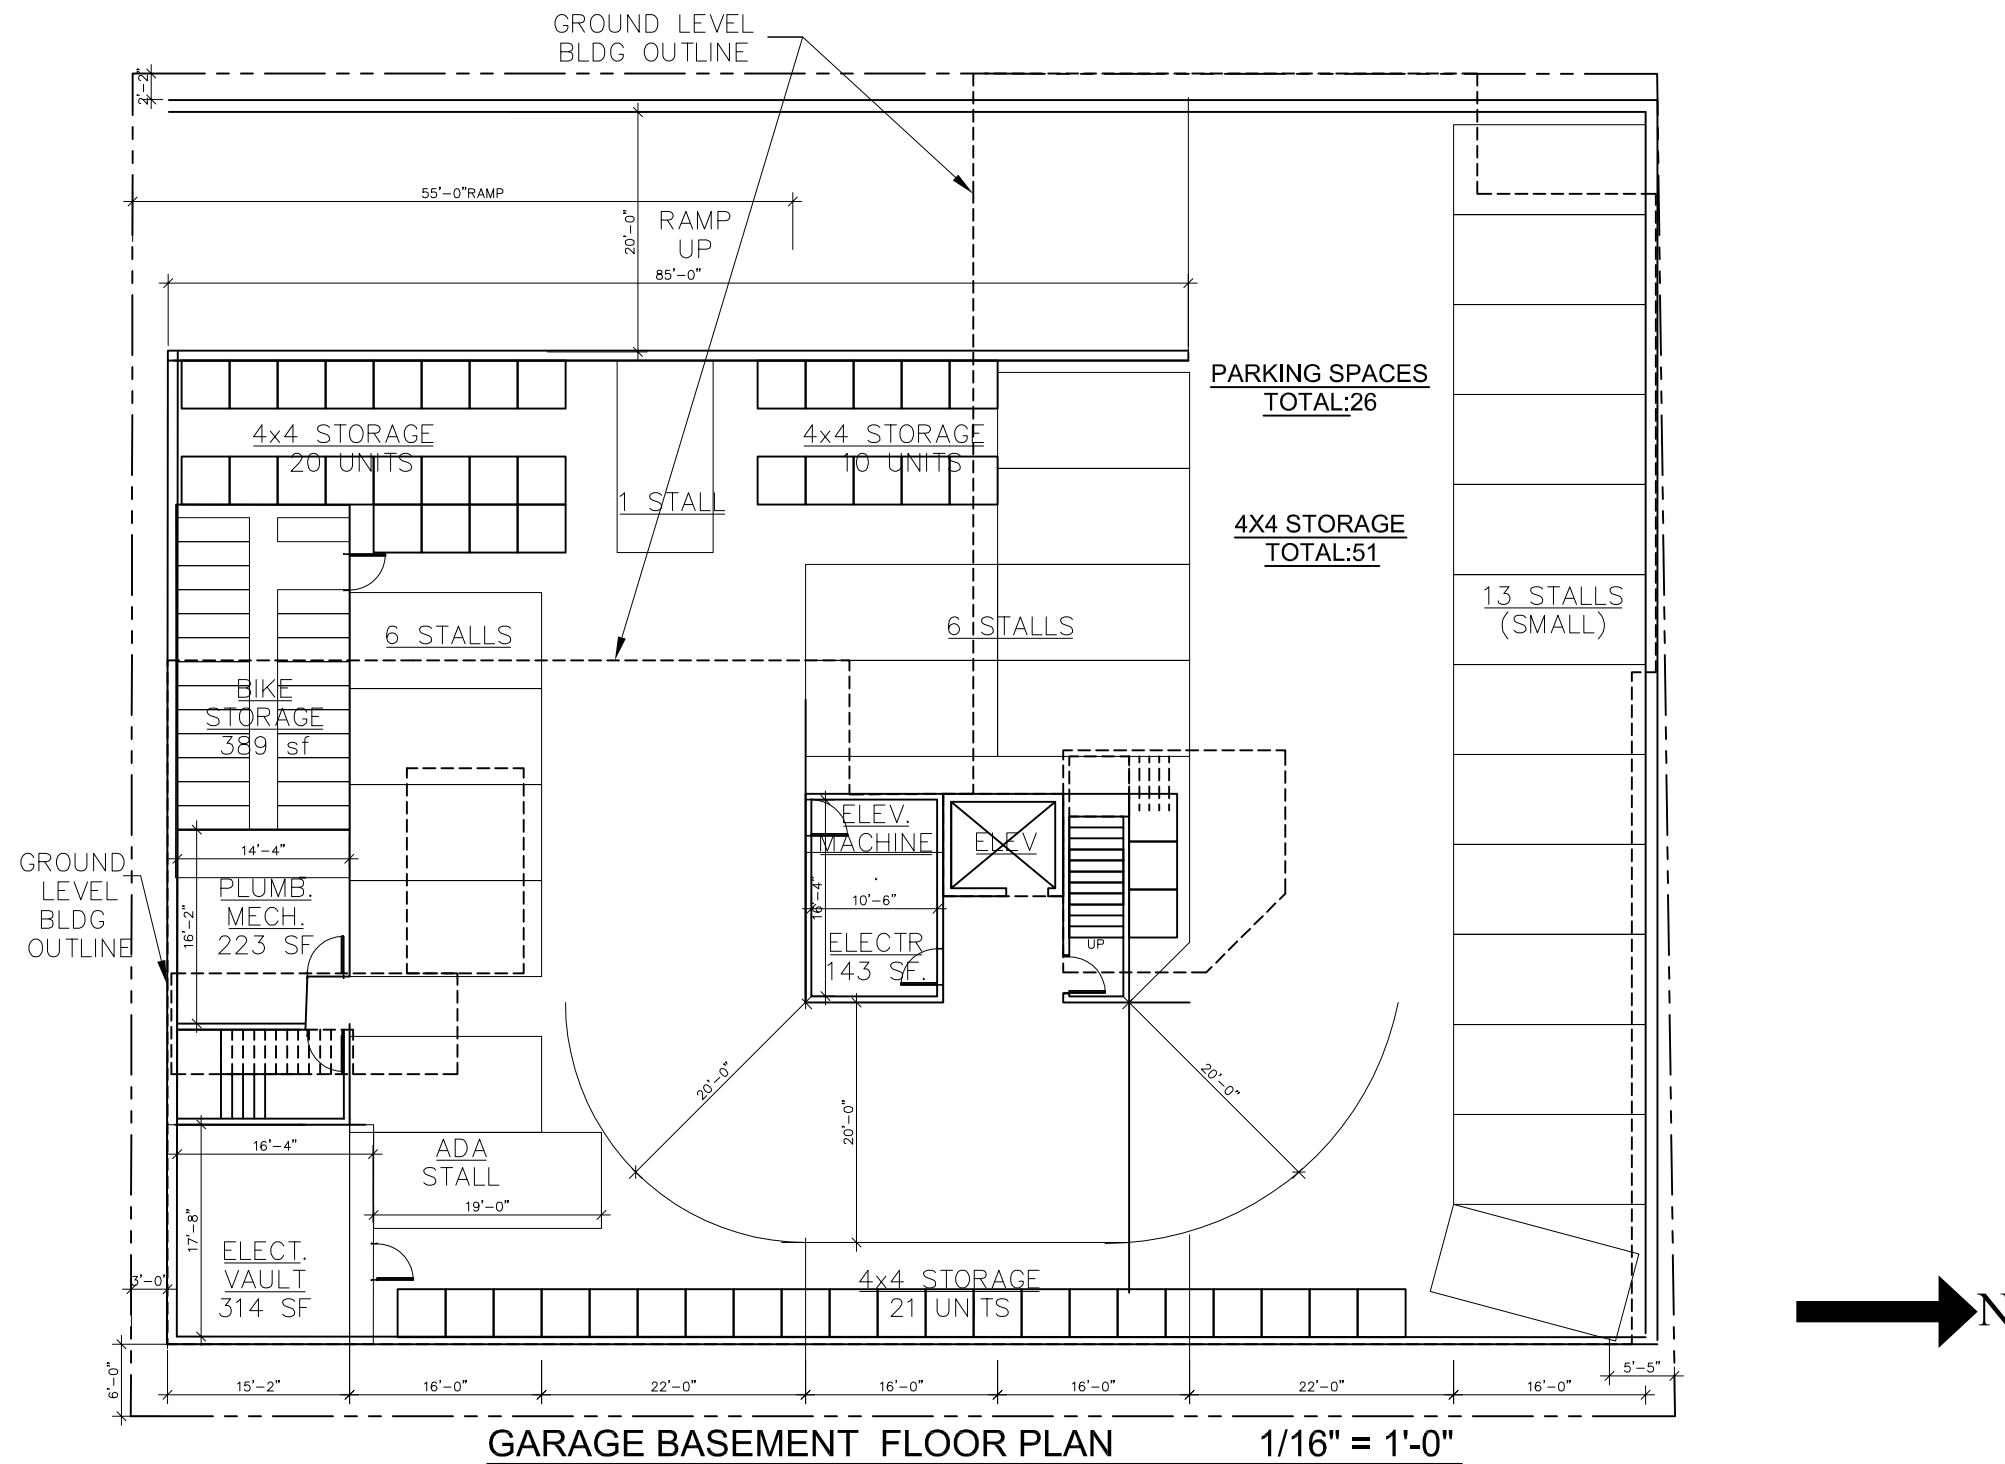 GROUND LEVEL
BLDG OUTLINE
2'-2"
55'-0"RAMP
20'-0"
RAMP
UP
85'-0"
PARKING SPACES
TOTAL:26
4x4 STORAGE
20 UNITS
4x4 STORAGE
10 UNITS
1 STALL
4X4 STORAGE
TOTAL:51
13 STALLS
(SMALL)
6 STALLS
6 STALLS
BIKE
STORAGE
389 sf
ELEV.
MACHINE
ELEV
14'-4"
GROUND
LEVEL
BLDG
OUTLINE
PLUMB.
MECH.
223 SF
16'-2"
16'-4"
10'-6"
ELECTR.
143 SF.
UP
20'-0"
20'-0"
20'-0"
16'-4"
ADA
STALL
19'-0"
17'-8"
ELECT.
VAULT
314 SF
3'-0"
4x4 STORAGE
21 UNITS
N
6'-0"
15'-2"
16'-0"
22'-0"
16'-0"
16'-0"
22'-0"
16'-0"
5'-5"
GARAGE BASEMENT FLOOR PLAN 1/16" = 1'-0"